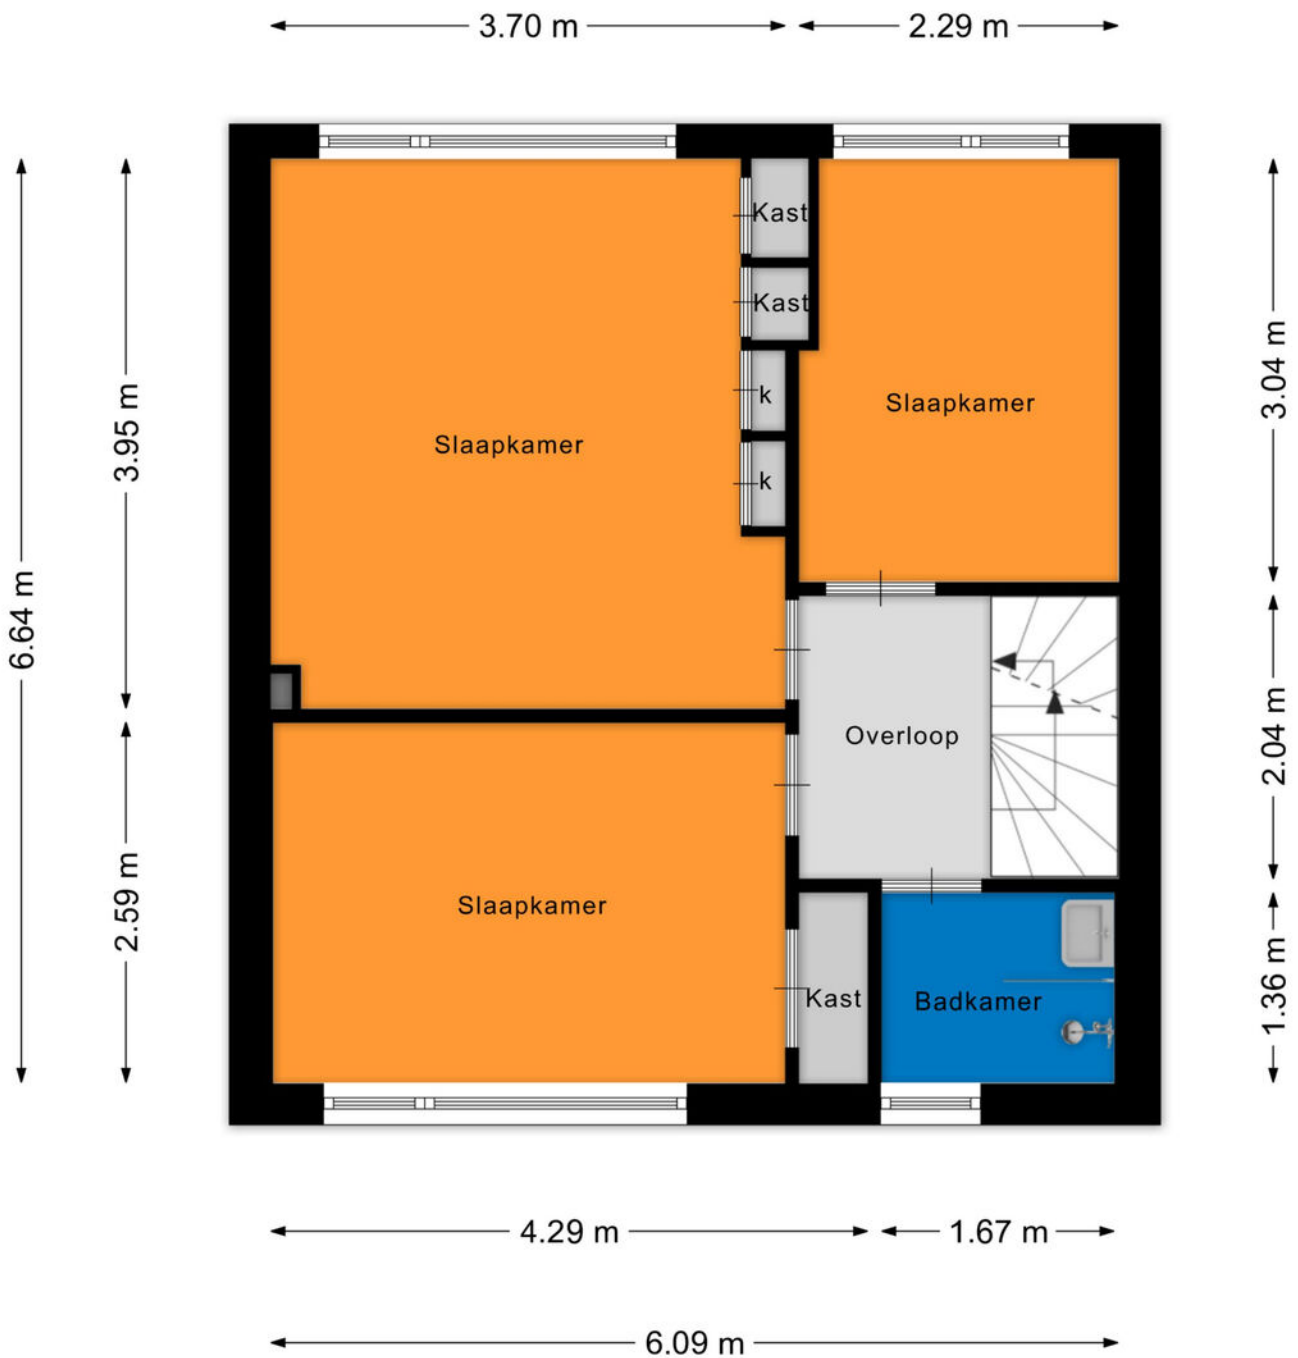 3.70 m
2.29 m
Kast
Kast
k
k
Slaapkamer
Slaapkamer
3.04 m
3.95 m
6.64 m
Overloop
2.04 m
2.59 m
Slaapkamer
Kast
Badkamer
1.36 m
4.29 m
1.67 m
6.09 m